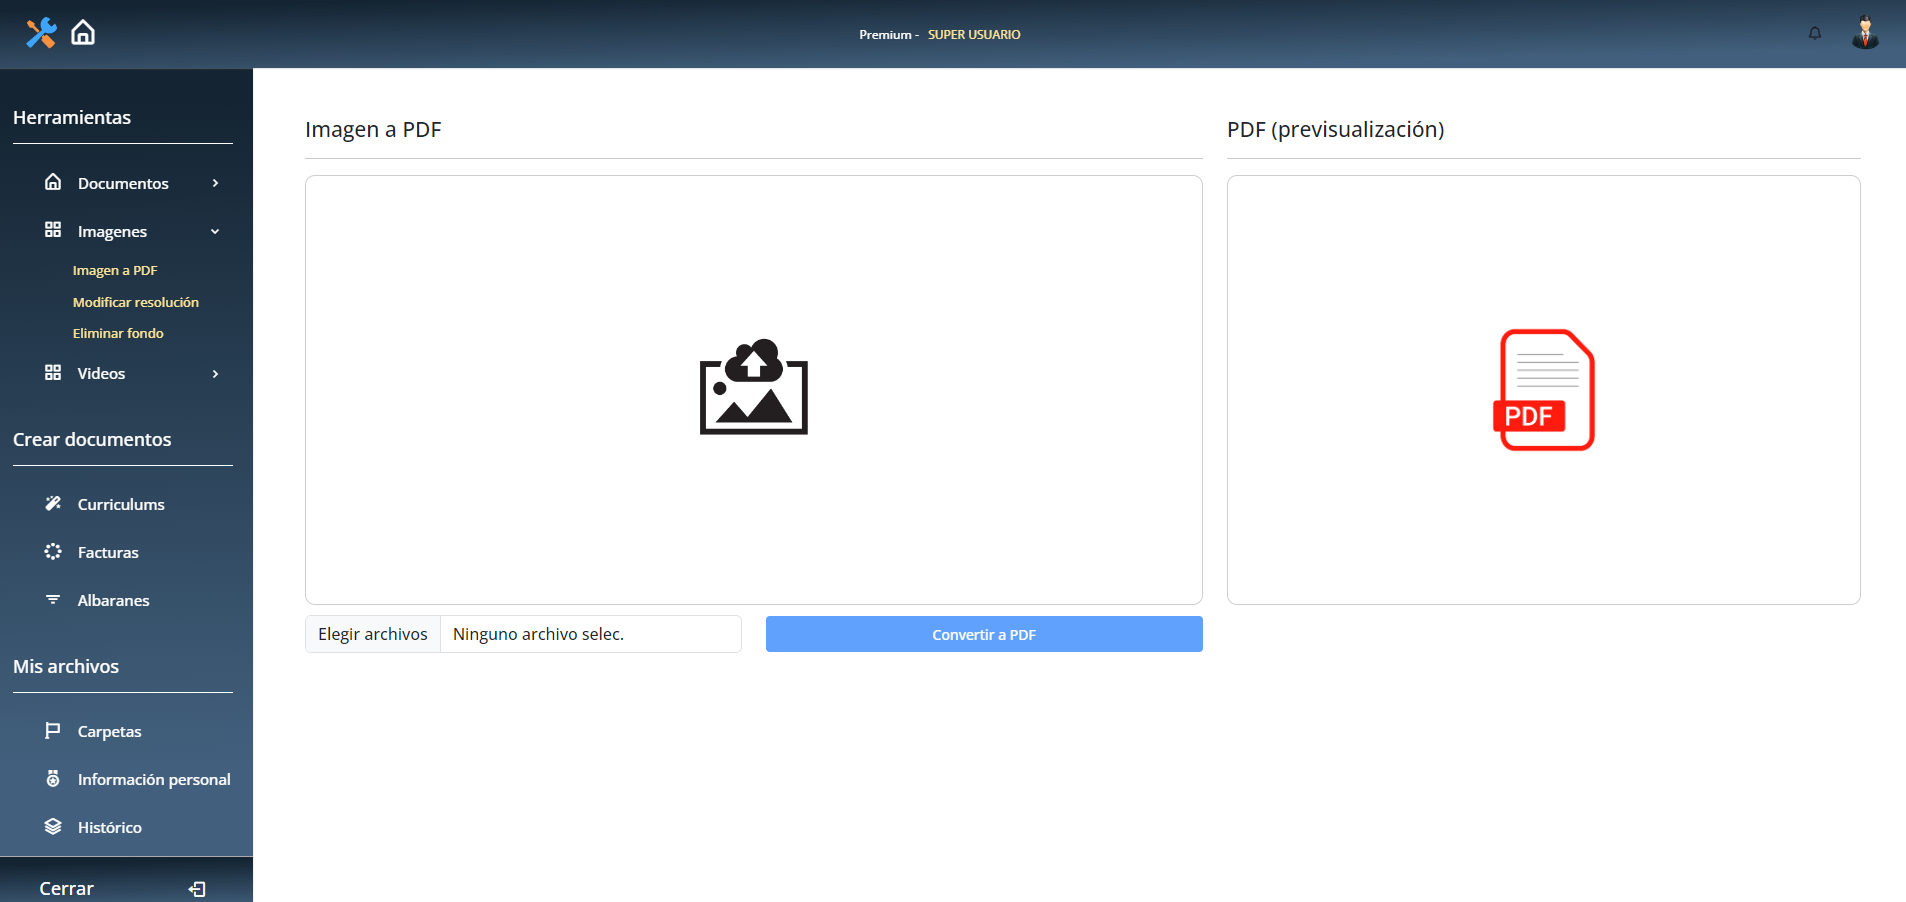 Premium - SUPER USUARIO
Herramientas
Documentos
Imagenes
Imagen a PDF
Modificar resolución
Eliminar fondo
Videos
Crear documentos
Curriculums
Facturas
Albaranes
Mis archivos
Carpetas
Información personal
Histórico
Cerrar
Imagen a PDF
Elegir archivos Ninguno archivo selec.
Convertir a PDF
PDF (previsualización)
PDF